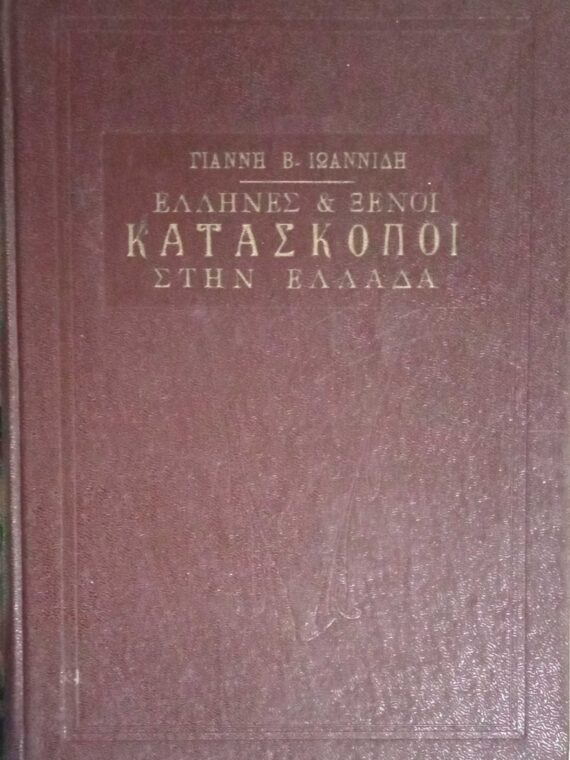 ΓΙΑΝΝΗ Β. ΙΩΑΝΝΙΔΗ
ΕΛΛΗΝΕΣ & ΞΕΝΟΙ
ΚΑΤΑΣΚΟΠΟΙ
ΣΤΗΝ ΕΛΛΑΔΑ